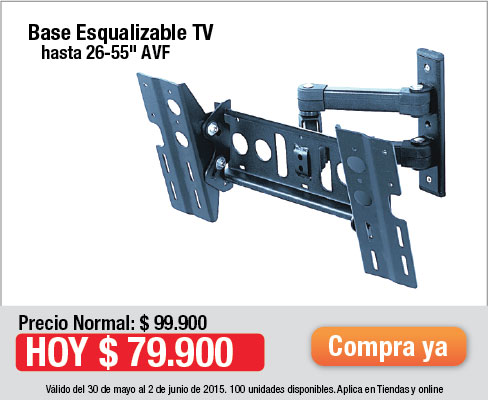 Base Esqualizable TV
hasta 26-55" AVF
Precio Normal: $ 99.900
HOY $ 79.900
Compra ya
Válido del 30 de mayo al 2 de junio de 2015. 100 unidades disponibles. Aplica en Tiendas y online